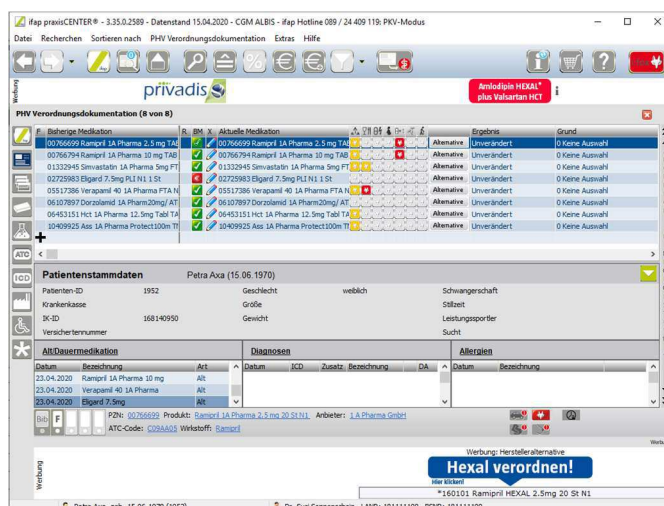 ifap praxisCENTER® - 3.35.0.2589 - Datenstand 15.04.2020 - CGM ALBIS - ifap Hotline 089 / 24 409 119; PKV-Modus
Datei Recherchen Sortieren nach PHV Verordnungsdokumentation Extras Hilfe
Werbung
privadis
Amlodipin HEXAL®
plus Valsartan HCT
PHV Verordnungsdokumentation (8 von 8)
F Bisherige Medikation R. BM X. Aktuelle Medikation Ergebnis Grund
00766699 Ramipril 1A Pharma 2.5 mg TAB 00766699 Ramipril 1A Pharma 2.5 mg TAB Alternative Unverändert 0 Keine Auswahl
00766794 Ramipril 1A Pharma 10 mg TAB 00766794 Ramipril 1A Pharma 10 mg TAB Alternative Unverändert 0 Keine Auswahl
01332945 Simvastatin 1A Pharma 5mg FT 01332945 Simvastatin 1A Pharma 5mg FT Alternative Unverändert 0 Keine Auswahl
02725983 Eligard 7.5mg PLI N1 1 St 02725983 Eligard 7.5mg PLI N1 1 St Alternative Unverändert 0 Keine Auswahl
05517386 Verapamil 40 1A Pharma FTA N 05517386 Verapamil 40 1A Pharma FTA N Alternative Unverändert 0 Keine Auswahl
06107897 Dorzolamid 1A Pharm20mg/ AT 06107897 Dorzolamid 1A Pharm20mg/ AT Alternative Unverändert 0 Keine Auswahl
06453151 Hct 1A Pharma 12.5mg Tabl TA 06453151 Hct 1A Pharma 12.5mg Tabl TA Alternative Unverändert 0 Keine Auswahl
10409925 Ass 1A Pharma Protect100m TM 10409925 Ass 1A Pharma Protect100m Alternative Unverändert 0 Keine Auswahl
ATC
ICD
Patientenstammdaten Petra Axa (15.06.1970)
Patienten-ID 1952 Geschlecht weiblich Schwangerschaft
Krankenkasse Größe Stillzeit
IK-ID 168140950 Gewicht Leistungssportler
Versichertennummer Sucht
Alt/Dauermedikation Diagnosen Allergien
Datum Bezeichnung Art Datum ICD Zusatz Bezeichnung DA Datum Bezeichnung
23.04.2020 Ramipril 1A Pharma 10 mg Alt
23.04.2020 Verapamil 40 1A Pharma Alt
23.04.2020 Eligard 7.5mg Alt
Bib F PZN: 00766699 Produkt: Ramipril 1A Pharma 2.5 mg 20 St N1 Anbieter: 1 A Pharma GmbH
ATC-Code: C09AA05 Wirkstoff: Ramipril
Werbung
Werbung: Herstelleralternative
Hexal verordnen!
Hier klicken!
*160101 Ramipril HEXAL 2.5mg 20 St N1